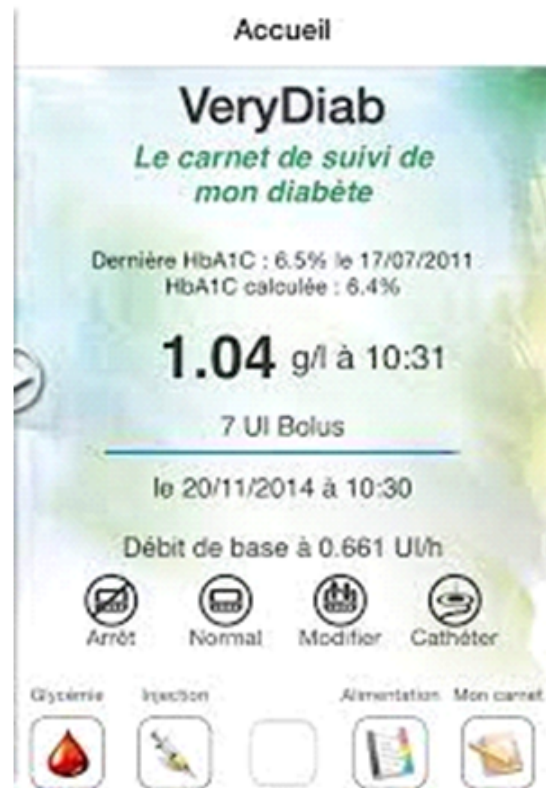 Accueil
VeryDiab
Le carnet de suivi de
mon diabète
Dernière HbA1C : 6.5% le 17/07/2011
HbA1C calculée : 6.4%
1.04 g/l à 10:31
7 UI Bolus
le 20/11/2014 à 10:30
Débit de base à 0.661 UI/h
Arrêt Normal Modifier Cathéter
Glycémie Injection Alimentation Mon carnet